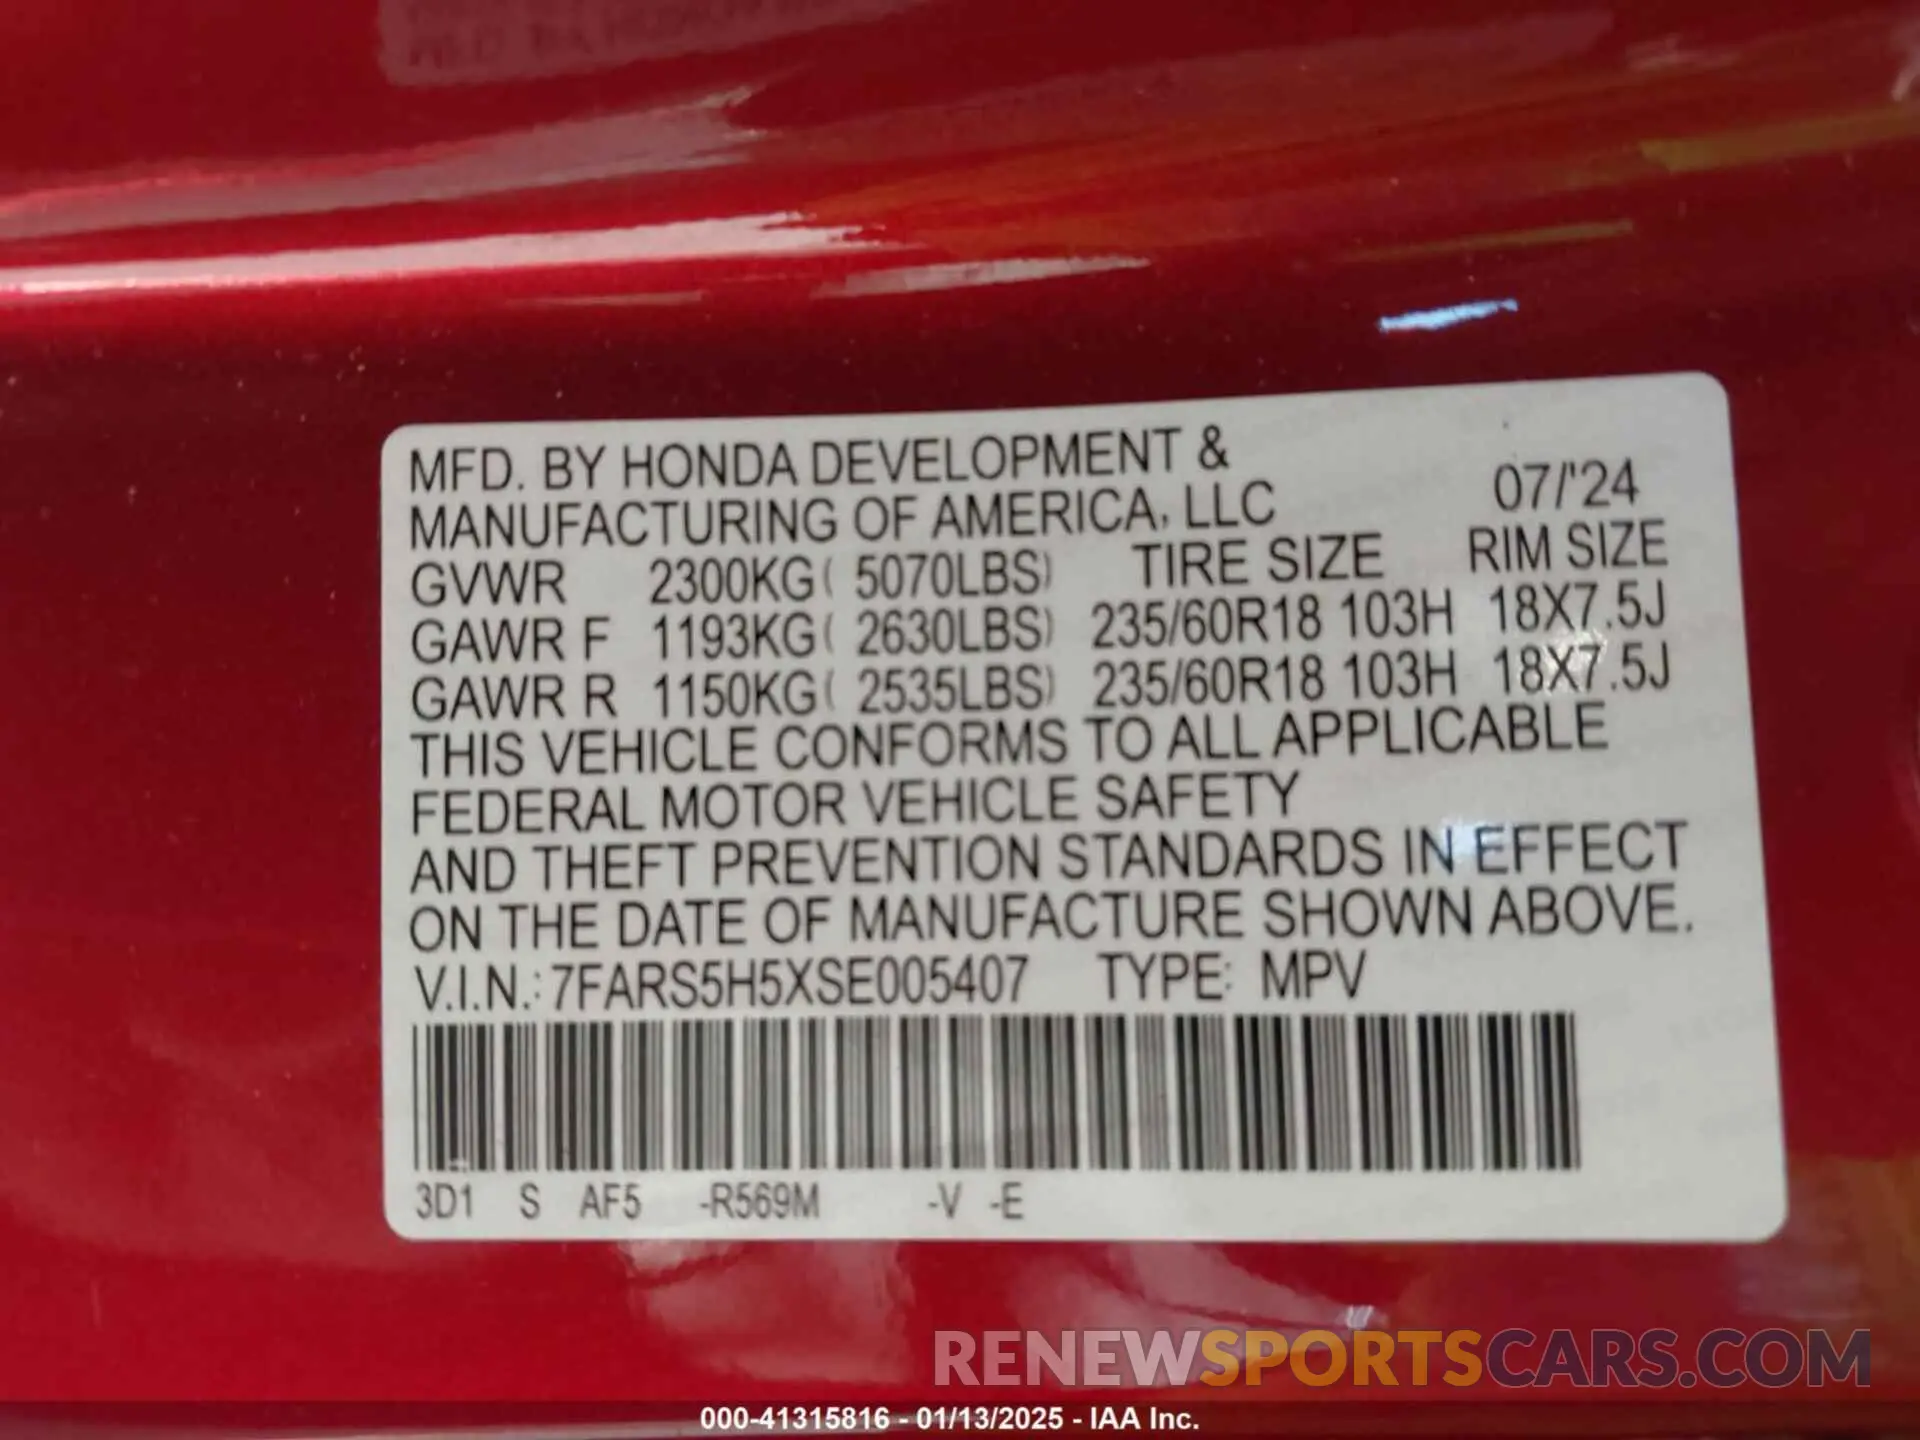 MFD. BY HONDA DEVELOPMENT &
MANUFACTURING OF AMERICA, LLC 07/'24
GVWR 2300KG( 5070LBS) TIRE SIZE RIM SIZE
GAWR F 1193KG( 2630LBS) 235/60R18 103H 18X7.5J
GAWR R 1150KG( 2535LBS) 235/60R18 103H 18X7.5J
THIS VEHICLE CONFORMS TO ALL APPLICABLE
FEDERAL MOTOR VEHICLE SAFETY
AND THEFT PREVENTION STANDARDS IN EFFECT
ON THE DATE OF MANUFACTURE SHOWN ABOVE.
V.I.N.: 7FARS5H5XSE005407 TYPE: MPV
3D1 S AF5 -R569M -V -E
RENEWSPORTSCARS.COM
000-41315816 - 01/13/2025 - IAA Inc.